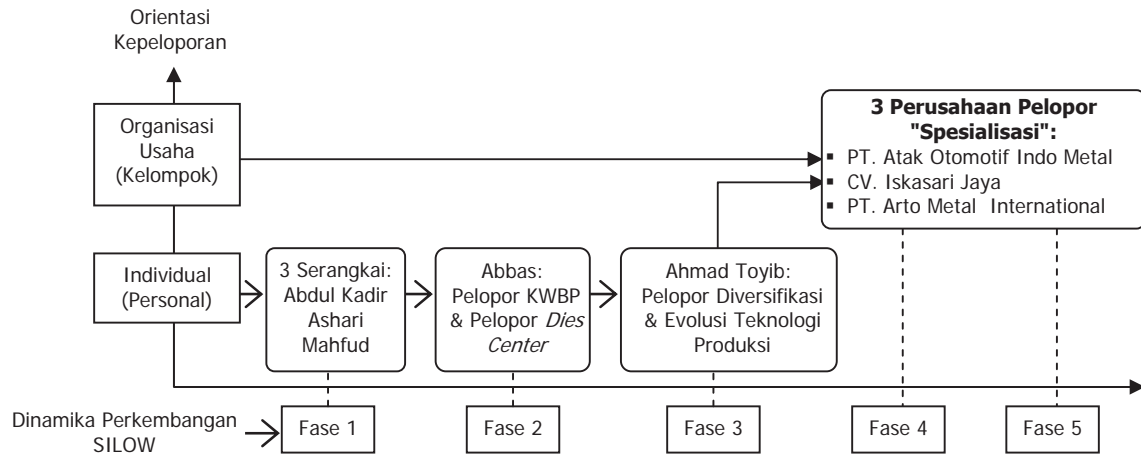 Orientasi
Kepeloporan
Organisasi
Usaha
(Kelompok)
3 Perusahaan Pelopor
"Spesialisasi":
▪ PT. Atak Otomotif Indo Metal
▪ CV. Iskasari Jaya
▪ PT. Arto Metal International
Individual
(Personal)
3 Serangkai:
Abdul Kadir
Ashari
Mahfud
Abbas:
Pelopor KWBP
& Pelopor Dies
Center
Ahmad Toyib:
Pelopor Diversifikasi
& Evolusi Teknologi
Produksi
Dinamika Perkembangan
SILOW
Fase 1
Fase 2
Fase 3
Fase 4
Fase 5